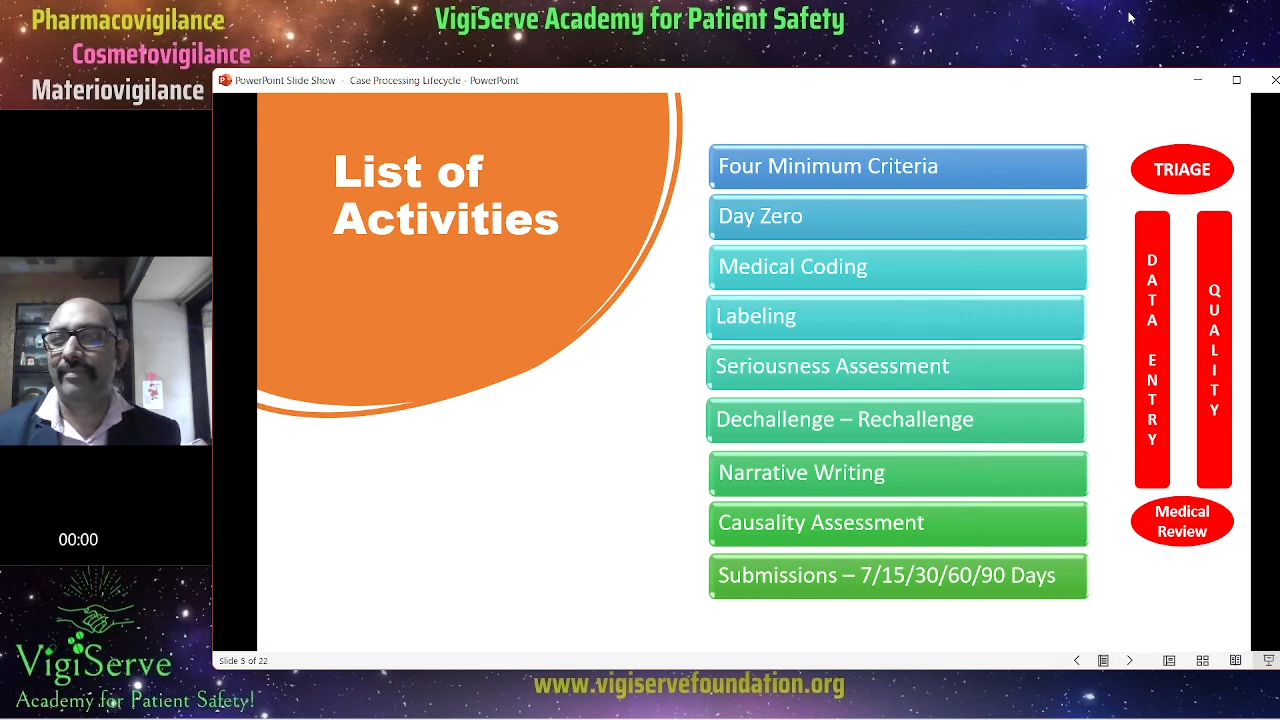 Pharmacovigilance
Cosmetovigilance
Materiovigilance
VigiServe Academy for Patient Safety
PowerPoint Slide Show - Case Processing Lifecycle - PowerPoint
List of
Activities
Four Minimum Criteria
Day Zero
Medical Coding
Labeling
Seriousness Assessment
Dechallenge – Rechallenge
Narrative Writing
Causality Assessment
Submissions – 7/15/30/60/90 Days
TRIAGE
DATA ENTRY
QUALITY
Medical
Review
00:00
VigiServe
Academy for Patient Safety!
Slide 5 of 22
www.vigiservefoundation.org